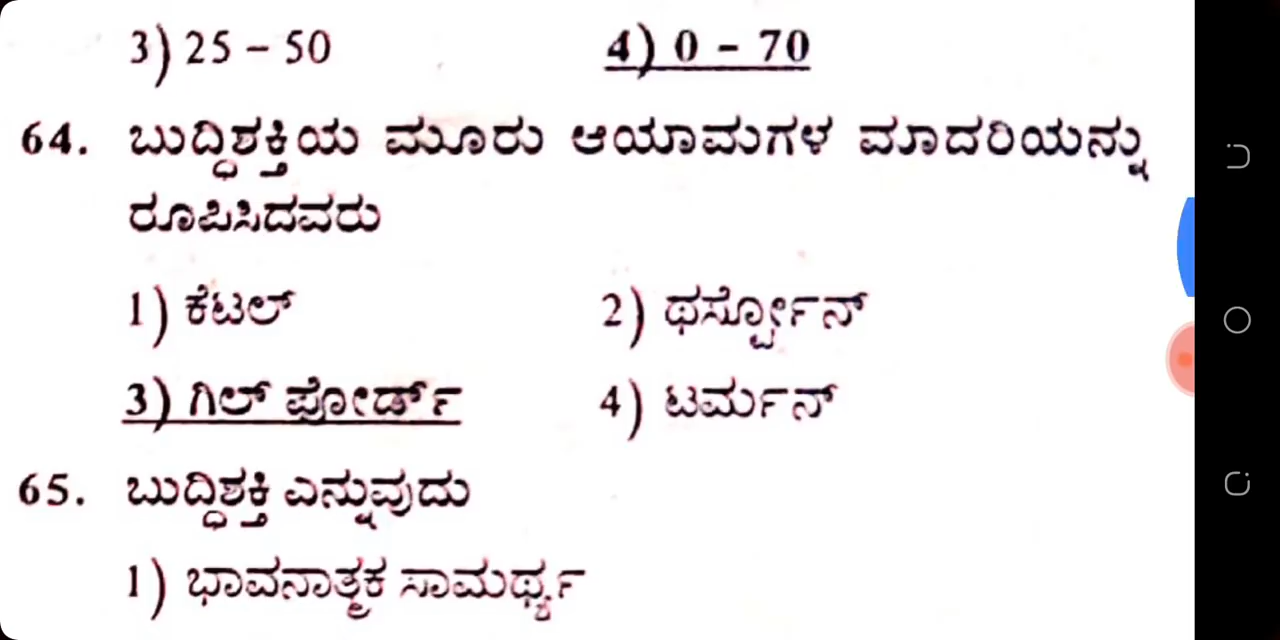 3) 25 – 50 4) 0 – 70
64. ಬುದ್ಧಿಶಕ್ತಿಯ ಮೂರು ಆಯಾಮಗಳ ಮಾದರಿಯನ್ನು
ರೂಪಿಸಿದವರು
1) ಕೆಟಲ್ 2) ಥರ್ಸ್ಟೋನ್
3) ಗಿಲ್ ಫೋರ್ಡ್ 4) ಟರ್ಮನ್
65. ಬುದ್ಧಿಶಕ್ತಿ ಎನ್ನುವುದು
1) ಭಾವನಾತ್ಮಕ ಸಾಮರ್ಥ್ಯ